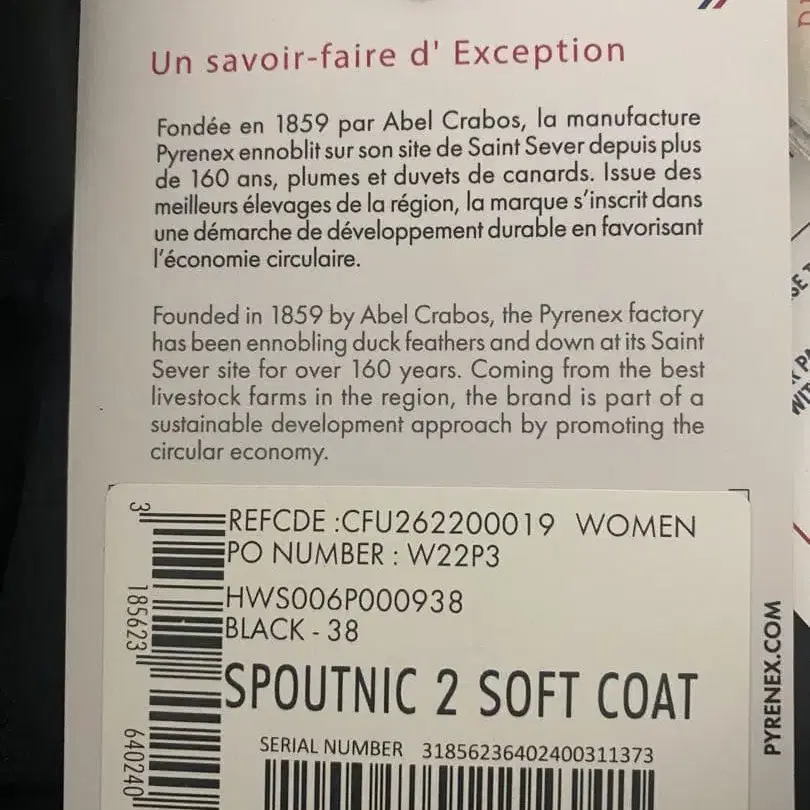 Un savoir-faire d' Exception
Fondée en 1859 par Abel Crabos, la manufacture
Pyrenex ennoblit sur son site de Saint Sever depuis plus
de 160 ans, plumes et duvets de canards. Issue des
meilleurs élevages de la région, la marque s'inscrit dans
une démarche de développement durable en favorisant
l'économie circulaire.
Founded in 1859 by Abel Crabos, the Pyrenex factory
has been ennobling duck feathers and down at its Saint
Sever site for over 160 years. Coming from the best
livestock farms in the region, the brand is part of a
sustainable development approach by promoting the
circular economy.
REFCDE :CFU262200019 WOMEN
PO NUMBER : W22P3
HWS006P000938
BLACK - 38
SPOUTNIC 2 SOFT COAT
SERIAL NUMBER 31856236402400311373
3 185623 640240
PYRENEX.COM